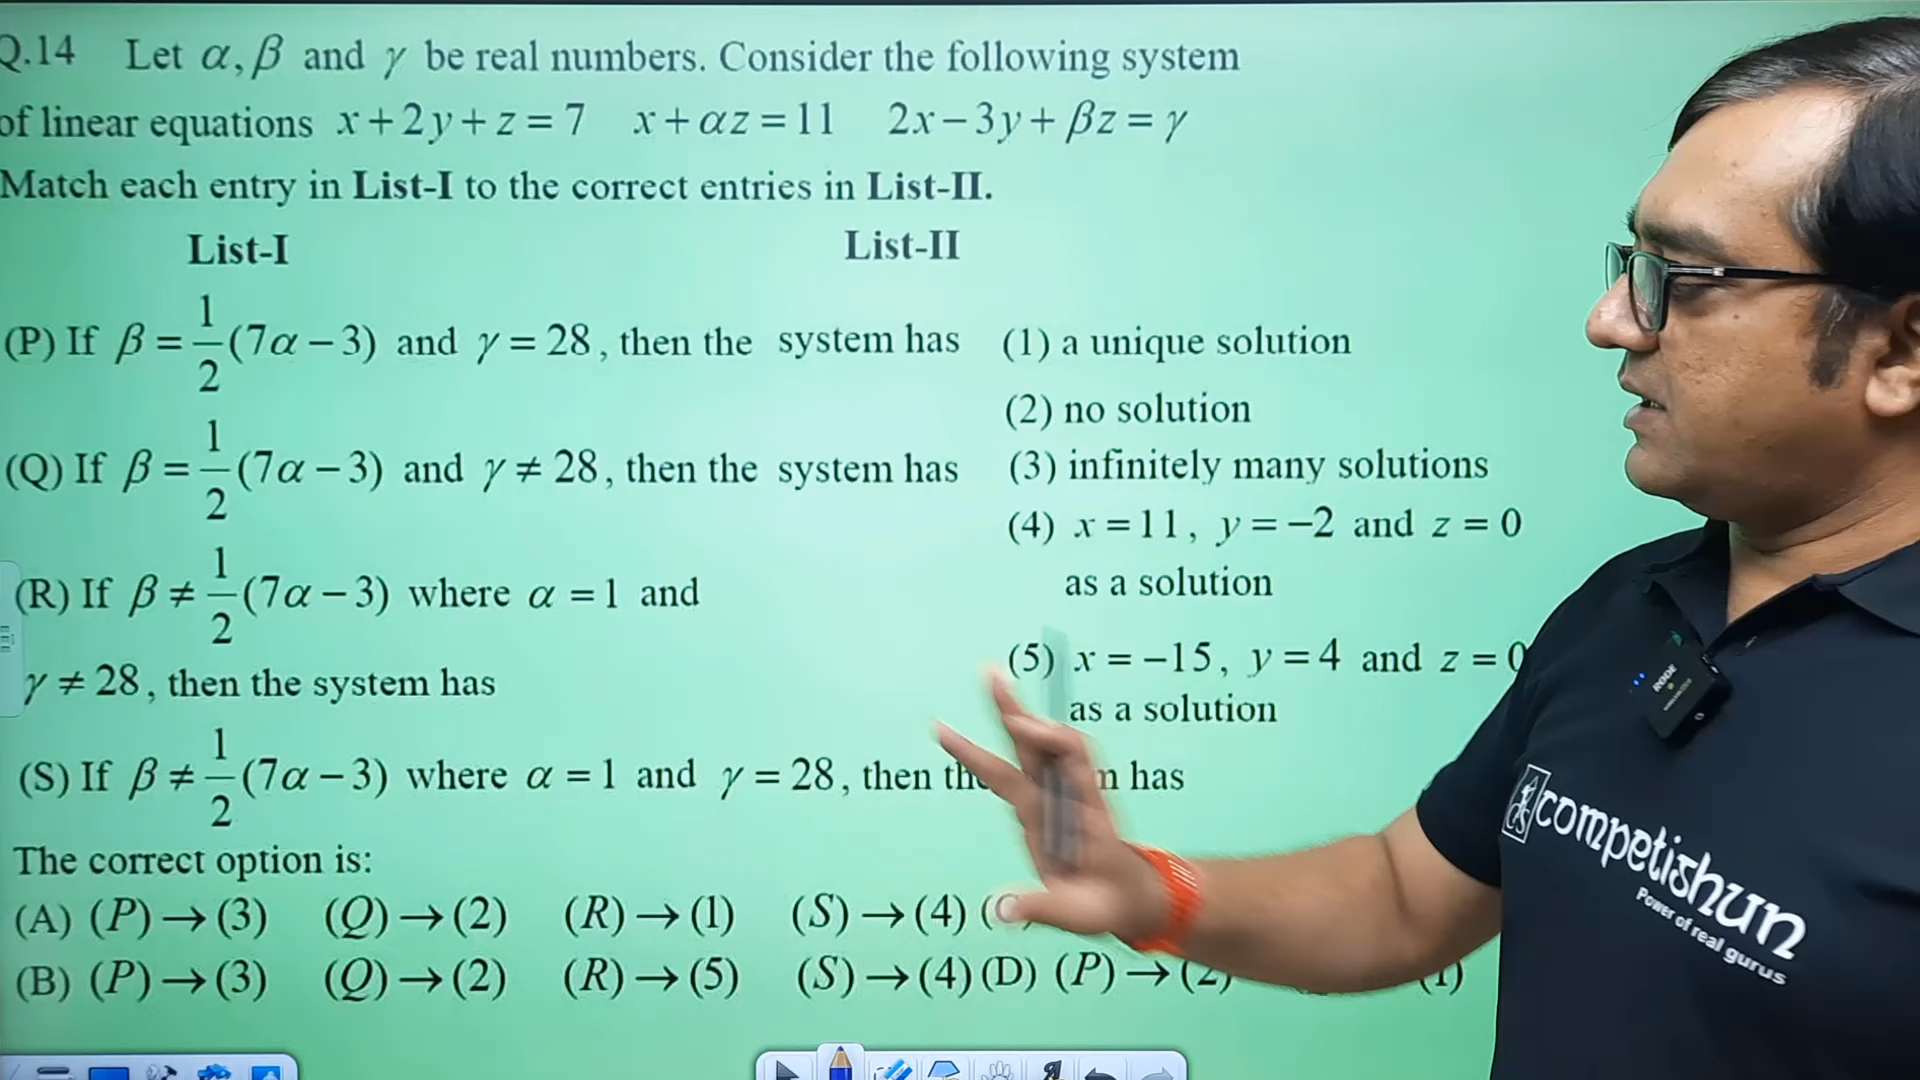 Q.14 Let α, β and γ be real numbers. Consider the following system
of linear equations x+2y+z=7 x+αz=11 2x−3y+βz=γ
Match each entry in List-I to the correct entries in List-II.
List-I List-II
(P) If β = 1/2 (7α − 3) and γ = 28, then the system has (1) a unique solution
(2) no solution
(Q) If β = 1/2 (7α − 3) and γ ≠ 28, then the system has (3) infinitely many solutions
(4) x = 11, y = −2 and z = 0
as a solution
(R) If β ≠ 1/2 (7α − 3) where α = 1 and
γ ≠ 28, then the system has
(5) x = −15, y = 4 and z = 0
as a solution
(S) If β ≠ 1/2 (7α − 3) where α = 1 and γ = 28, then has
The correct option is:
(A) (P) → (3) (Q) → (2) (R) → (1) (S) → (4)
(B) (P) → (3) (Q) → (2) (R) → (5) (S) → (4) (D) (P) → (2) (1)
RODE
competishun
Power of real gurus